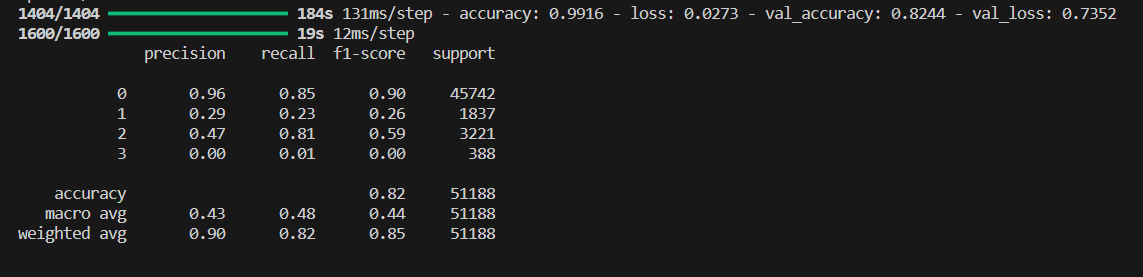 1404/1404 184s 131ms/step - accuracy: 0.9916 - loss: 0.0273 - val_accuracy: 0.8244 - val_loss: 0.7352
1600/1600 19s 12ms/step
precision recall f1-score support
0 0.96 0.85 0.90 45742
1 0.29 0.23 0.26 1837
2 0.47 0.81 0.59 3221
3 0.00 0.01 0.00 388
accuracy 0.82 51188
macro avg 0.43 0.48 0.44 51188
weighted avg 0.90 0.82 0.85 51188